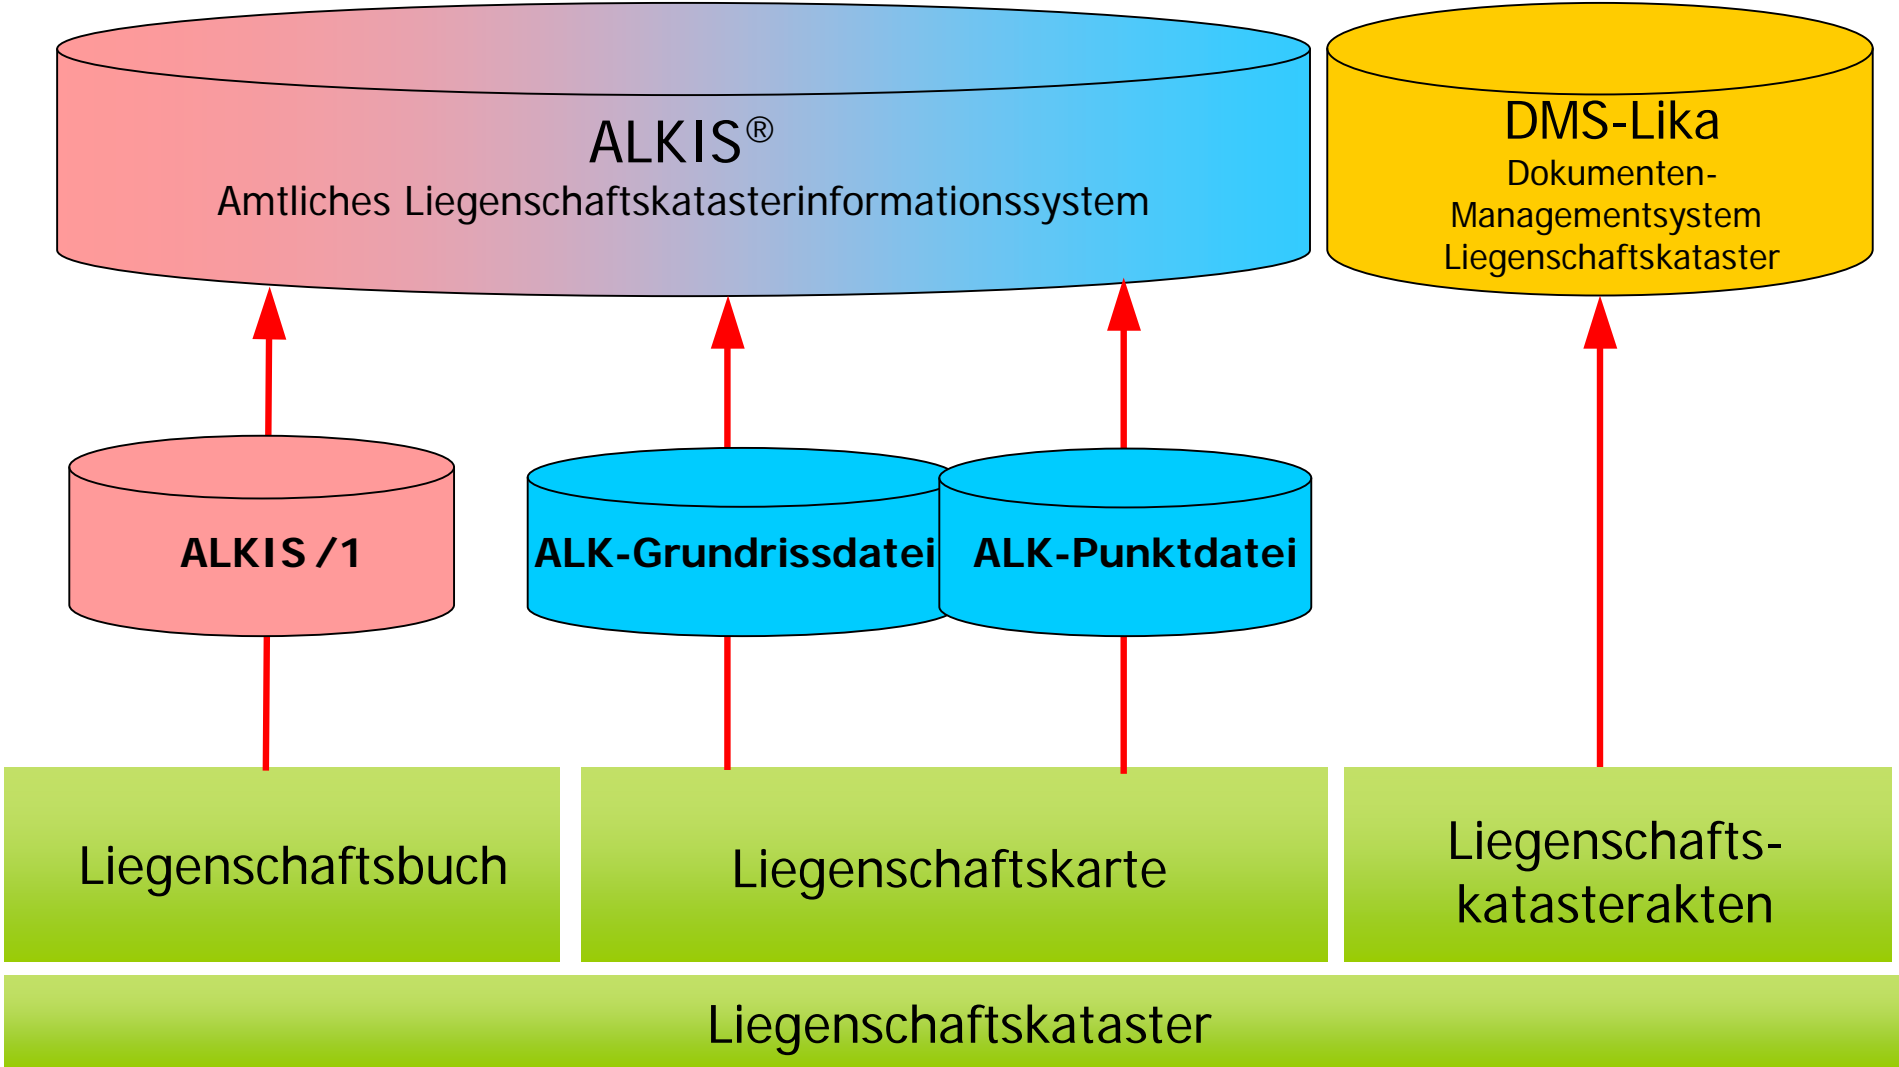 ALKIS®
Amtliches Liegenschaftskatasterinformationssystem
DMS-Lika
Dokumenten-
Managementsystem
Liegenschaftskataster
ALKIS/1
ALK-Grundrissdatei
ALK-Punktdatei
Liegenschaftsbuch
Liegenschaftskarte
Liegenschafts-
katasterakten
Liegenschaftskataster